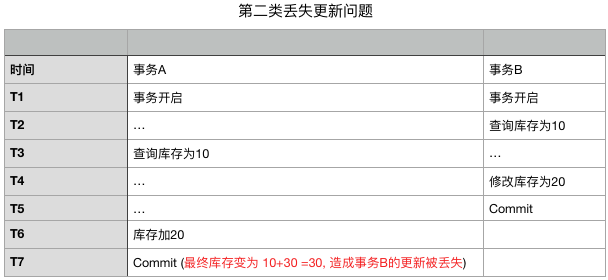 第二类丢失更新问题
时间 事务A 事务B
T1 事务开启 事务开启
T2 … 查询库存为10
T3 查询库存为10 …
T4 … 修改库存为20
T5 … Commit
T6 库存加20
T7 Commit (最终库存变为 10+30 =30, 造成事务B的更新被丢失)